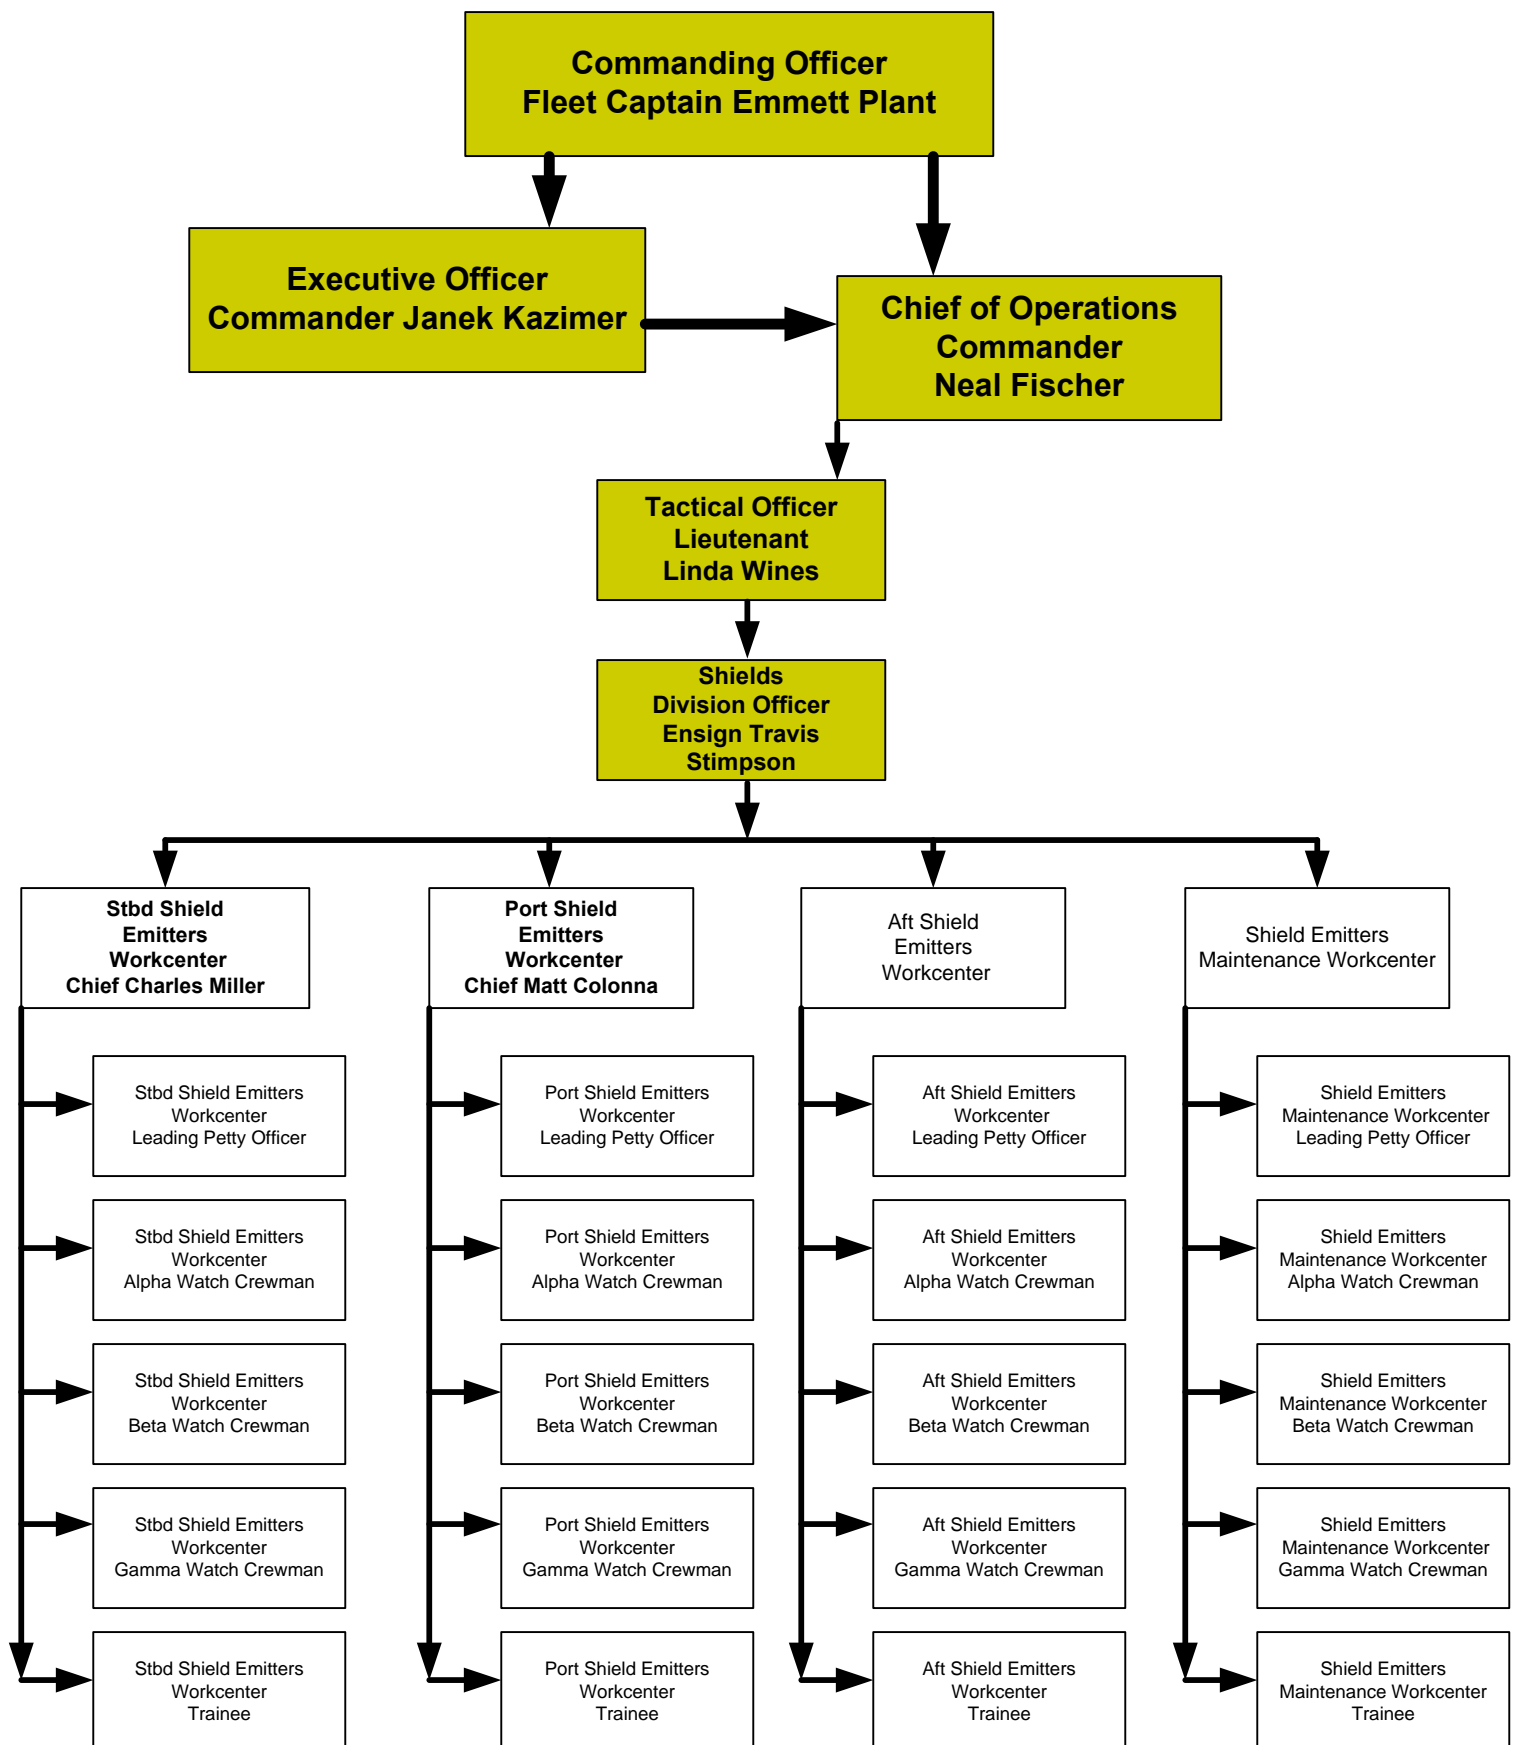 Commanding Officer
Fleet Captain Emmett Plant
Executive Officer
Commander Janek Kazimer
Chief of Operations
Commander
Neal Fischer
Tactical Officer
Lieutenant
Linda Wines
Shields
Division Officer
Ensign Travis
Stimpson
Stbd Shield
Emitters
Workcenter
Chief Charles Miller
Port Shield
Emitters
Workcenter
Chief Matt Colonna
Aft Shield
Emitters
Workcenter
Shield Emitters
Maintenance Workcenter
Stbd Shield Emitters
Workcenter
Leading Petty Officer
Port Shield Emitters
Workcenter
Leading Petty Officer
Aft Shield Emitters
Workcenter
Leading Petty Officer
Shield Emitters
Maintenance Workcenter
Leading Petty Officer
Stbd Shield Emitters
Workcenter
Alpha Watch Crewman
Port Shield Emitters
Workcenter
Alpha Watch Crewman
Aft Shield Emitters
Workcenter
Alpha Watch Crewman
Shield Emitters
Maintenance Workcenter
Alpha Watch Crewman
Stbd Shield Emitters
Workcenter
Beta Watch Crewman
Port Shield Emitters
Workcenter
Beta Watch Crewman
Aft Shield Emitters
Workcenter
Beta Watch Crewman
Shield Emitters
Maintenance Workcenter
Beta Watch Crewman
Stbd Shield Emitters
Workcenter
Gamma Watch Crewman
Port Shield Emitters
Workcenter
Gamma Watch Crewman
Aft Shield Emitters
Workcenter
Gamma Watch Crewman
Shield Emitters
Maintenance Workcenter
Gamma Watch Crewman
Stbd Shield Emitters
Workcenter
Trainee
Port Shield Emitters
Workcenter
Trainee
Aft Shield Emitters
Workcenter
Trainee
Shield Emitters
Maintenance Workcenter
Trainee